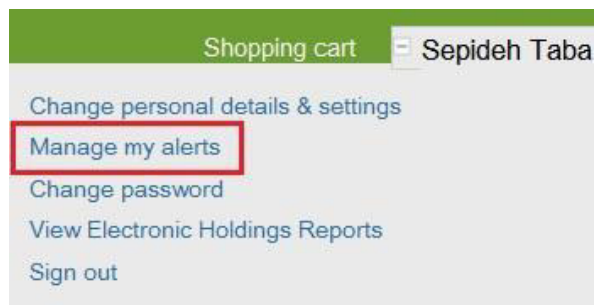 Shopping cart Sepideh Taba
Change personal details & settings
Manage my alerts
Change password
View Electronic Holdings Reports
Sign out